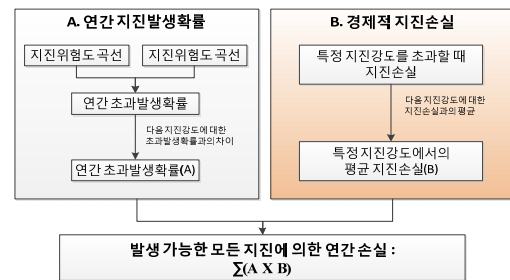 A. 연간 지진발생확률
지진위험도 곡선
지진위험도 곡선
연간 초과발생확률
다음 지진강도에 대한
초과발생확률과의 차이
연간 초과발생확률(A)
B. 경제적 지진손실
특정 지진강도를 초과할 때
지진손실
다음 지진강도에 대한
지진손실과의 평균
특정 지진강도에서의
평균 지진손실(B)
발생 가능한 모든 지진에 의한 연간 손실 :
∑(A X B)